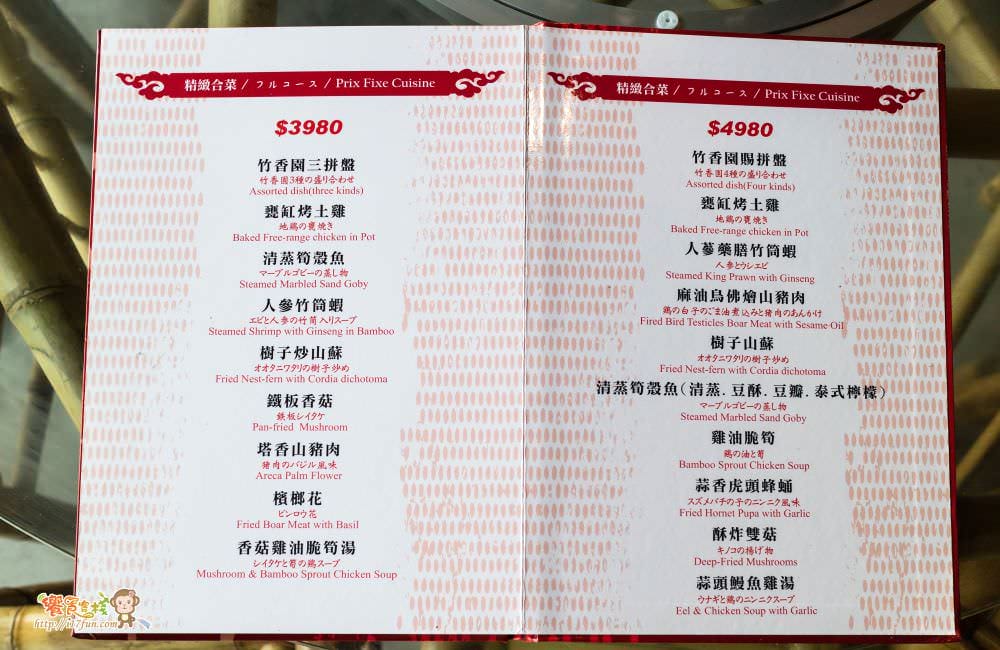 精緻合菜 / フルコース / Prix Fixe Cuisine
$3980
竹香園三拼盤
竹香園3種の盛り合わせ
Assorted dish(three kinds)
甕缸烤土雞
地鶏の甕焼き
Baked Free-range chicken in Pot
清蒸筍殼魚
マーブルゴビーの蒸し物
Steamed Marbled Sand Goby
人參竹筒蝦
エビと人参の竹筒入りスープ
Steamed Shrimp with Ginseng in Bamboo
樹子炒山蘇
オオタニワタリの樹子炒め
Fried Nest-fern with Cordia dichotoma
鐵板香菇
鉄板シイタケ
Pan-fried Mushroom
塔香山豬肉
猪肉のバジル風味
Areca Palm Flower
檳榔花
ビンロウ花
Fried Boar Meat with Basil
香菇雞油脆筍湯
シイタケと筍の鶏スープ
Mushroom & Bamboo Sprout Chicken Soup
精緻合菜 / フルコース / Prix Fixe Cuisine
$4980
竹香園賜拼盤
竹香園4種の盛り合わせ
Assorted dish(Four kinds)
甕缸烤土雞
地鶏の甕焼き
Baked Free-range chicken in Pot
人蔘藥膳竹筒蝦
人参とウシエビ
Steamed King Prawn with Ginseng
麻油鳥佛燴山豬肉
鶏の白子のごま油煮込みと猪肉のあんかけ
Fired Bird Testicles Boar Meat with Sesame-Oil
樹子山蘇
オオタニワタリの樹子炒め
Fried Nest-fern with Cordia dichotoma
清蒸筍殼魚(清蒸.豆酥.豆瓣.泰式檸檬)
マーブルゴビーの蒸し物
Steamed Marbled Sand Goby
雞油脆筍
鶏の油と筍
Bamboo Sprout Chicken Soup
蒜香虎頭蜂蛹
スズメバチの子のニンニク風味
Fried Hornet Pupa with Garlic
酥炸雙菇
キノコの揚げ物
Deep-Fried Mushrooms
蒜頭鰻魚雞湯
ウナギと鶏のニンニクスープ
Eel & Chicken Soup with Garlic
饗食客棧
http://i17fun.com/